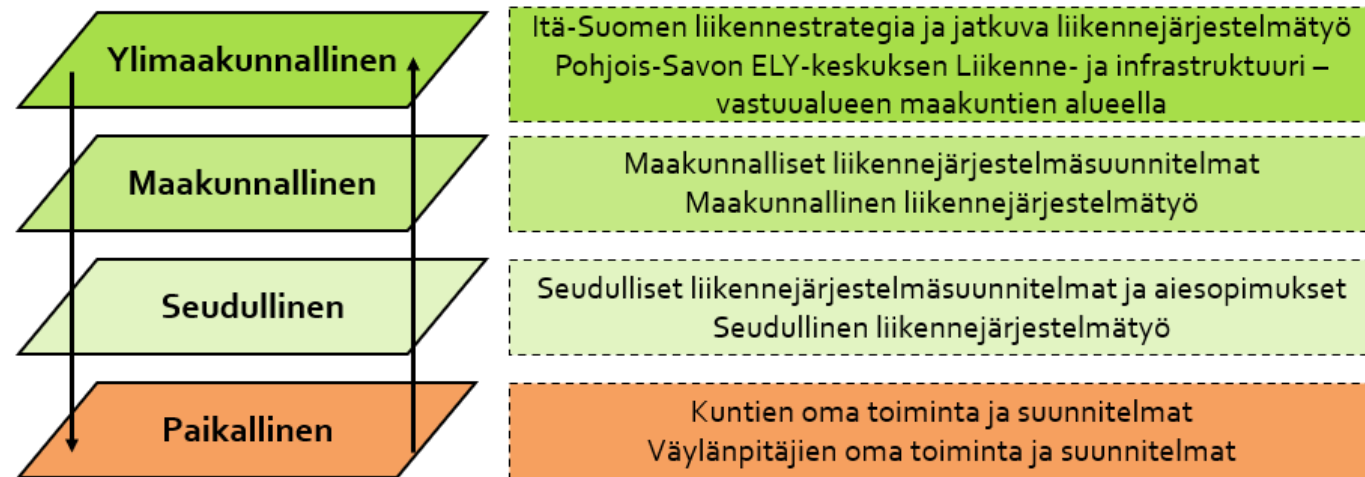 Ylimaakunnallinen
Itä-Suomen liikennestrategia ja jatkuva liikennejärjestelmätyö
Pohjois-Savon ELY-keskuksen Liikenne- ja infrastruktuuri –
vastuualueen maakuntien alueella
Maakunnallinen
Maakunnalliset liikennejärjestelmäsuunnitelmat
Maakunnallinen liikennejärjestelmätyö
Seudullinen
Seudulliset liikennejärjestelmäsuunnitelmat ja aiesopimukset
Seudullinen liikennejärjestelmätyö
Paikallinen
Kuntien oma toiminta ja suunnitelmat
Väylänpitäjien oma toiminta ja suunnitelmat